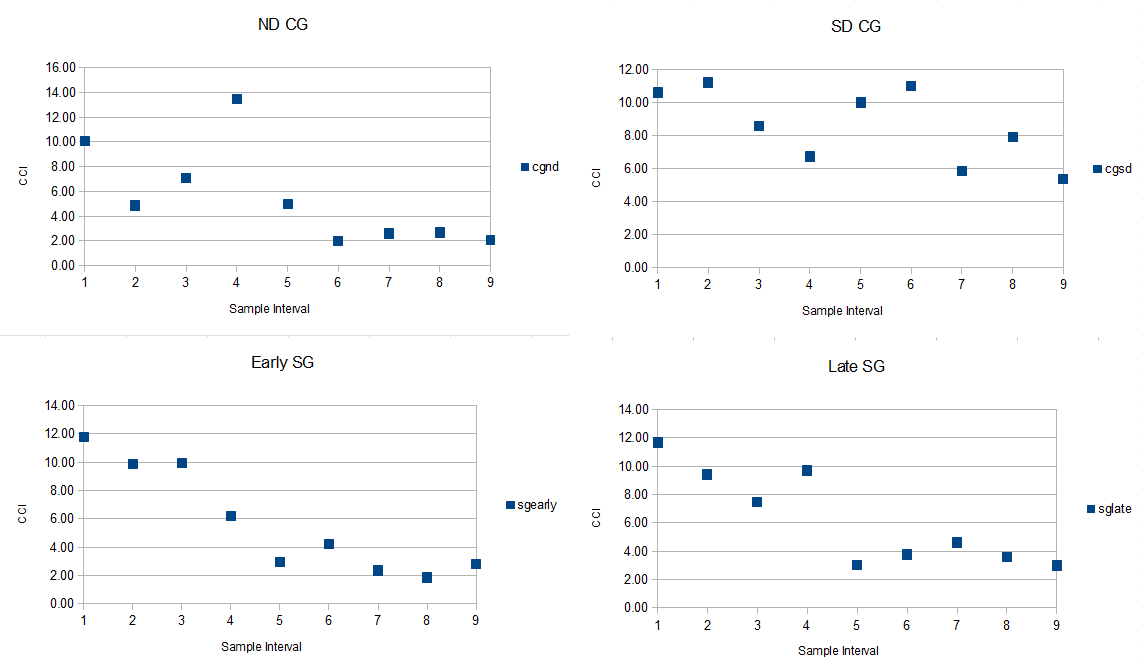 ND CG
16.00
14.00
12.00
10.00
8.00
6.00
4.00
2.00
0.00
CCI
1 2 3 4 5 6 7 8 9
Sample Interval
cgnd
SD CG
12.00
10.00
8.00
6.00
4.00
2.00
0.00
CCI
1 2 3 4 5 6 7 8 9
Sample Interval
cgsd
Early SG
14.00
12.00
10.00
8.00
6.00
4.00
2.00
0.00
CCI
1 2 3 4 5 6 7 8 9
Sample Interval
sgearly
Late SG
14.00
12.00
10.00
8.00
6.00
4.00
2.00
0.00
CCI
1 2 3 4 5 6 7 8 9
Sample Interval
sglate